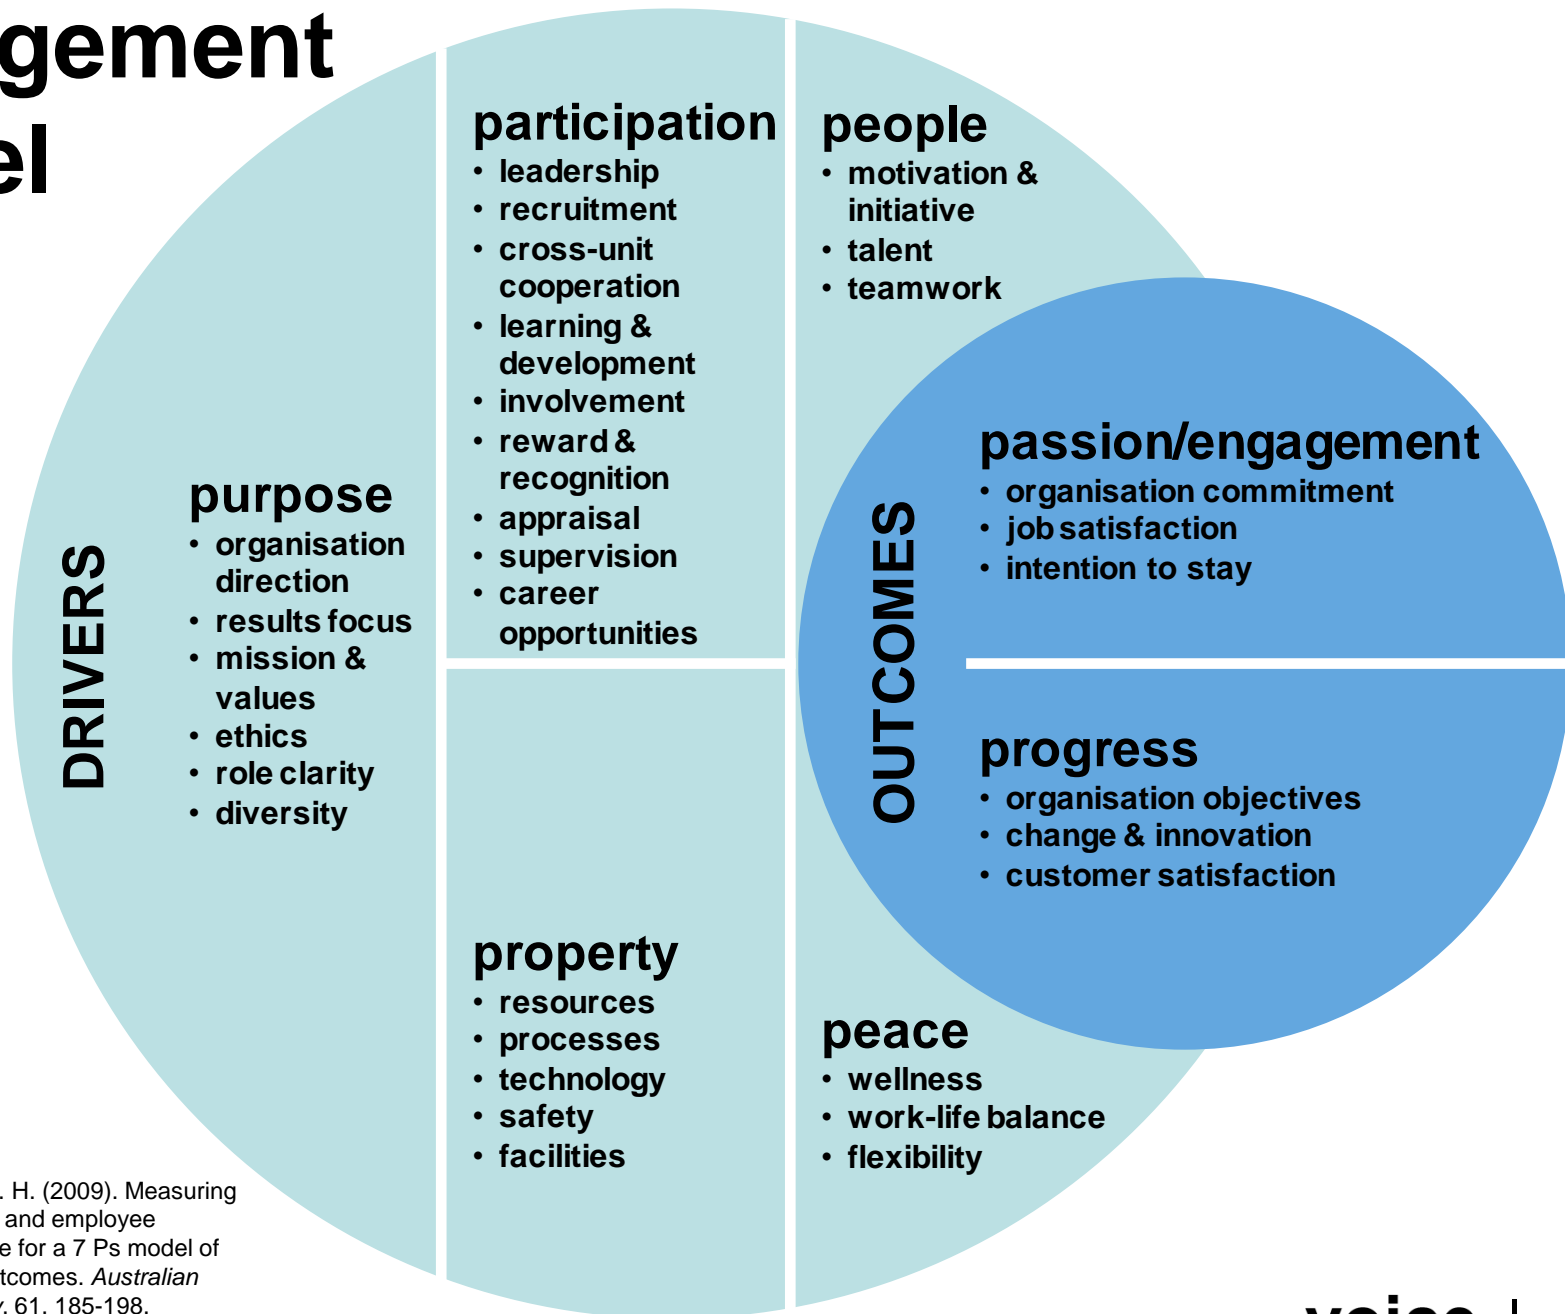 gement
el
DRIVERS
purpose
• organisation
direction
• results focus
• mission &
values
• ethics
• role clarity
• diversity
participation
• leadership
• recruitment
• cross-unit
cooperation
• learning &
development
• involvement
• reward &
recognition
• appraisal
• supervision
• career
opportunities
property
• resources
• processes
• technology
• safety
• facilities
people
• motivation &
initiative
• talent
• teamwork
peace
• wellness
• work-life balance
• flexibility
OUTCOMES
passion/engagement
• organisation commitment
• job satisfaction
• intention to stay
progress
• organisation objectives
• change & innovation
• customer satisfaction
. H. (2009). Measuring
and employee
e for a 7 Ps model of
tcomes. Australian
y, 61, 185-198.